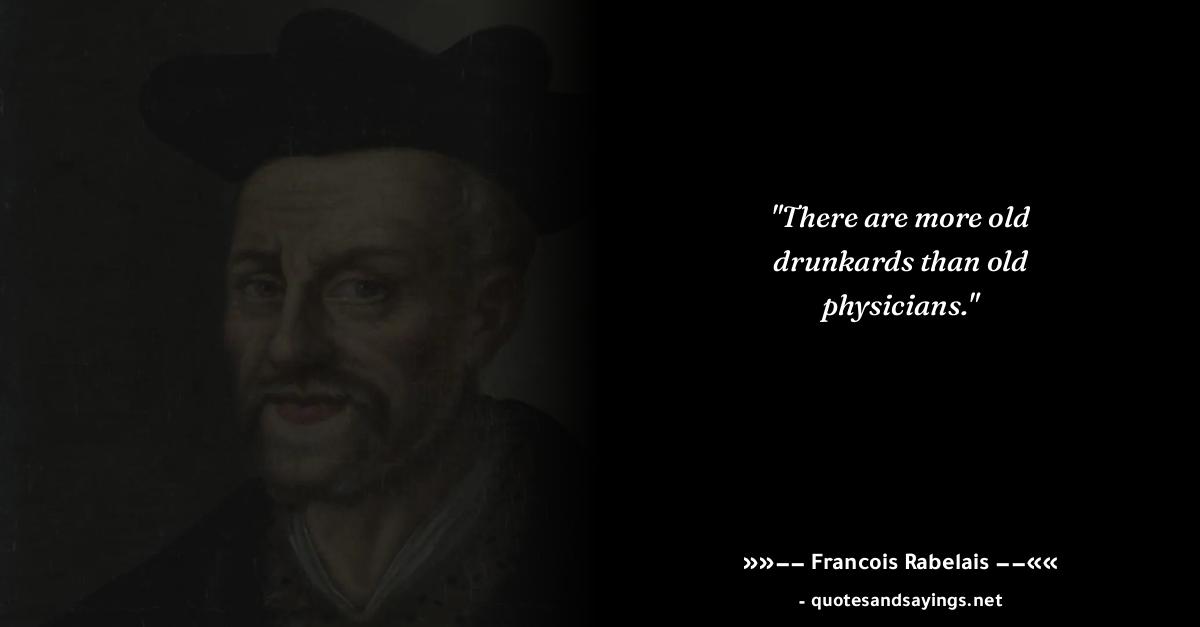 "There are more old
drunkards than old
physicians."
»»–– Francois Rabelais ––««
- quotesandsayings.net